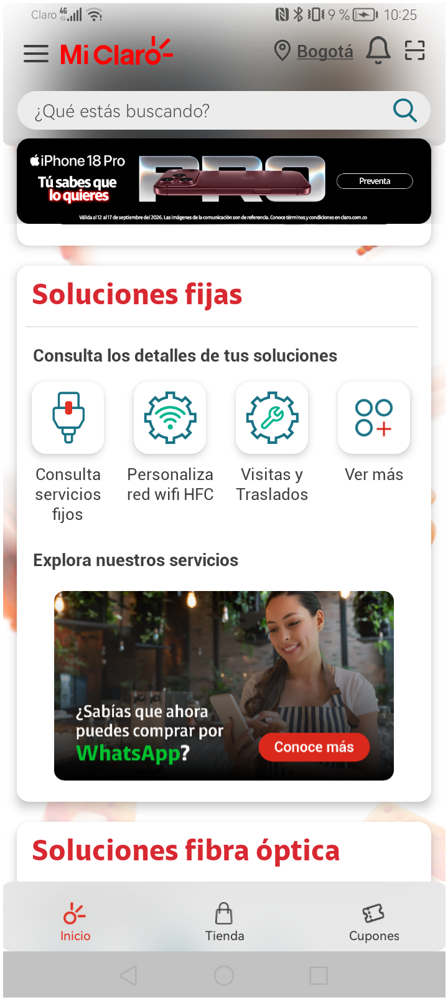 Claro 4G 9 % 10:25
Mi Claro Bogotá
¿Qué estás buscando?
iPhone 18 Pro
Tú sabes que
lo quieres
PRO
Preventa
Válida al 12 al 17 de septiembre del 2026. Las imágenes de la comunicación son de referencia. Conoce términos y condiciones en claro.com.co
Soluciones fijas
Consulta los detalles de tus soluciones
Consulta
servicios
fijos
Personaliza
red wifi HFC
Visitas y
Traslados
Ver más
Explora nuestros servicios
¿Sabías que ahora
puedes comprar por
WhatsApp?
Conoce más
Soluciones fibra óptica
Inicio Tienda Cupones